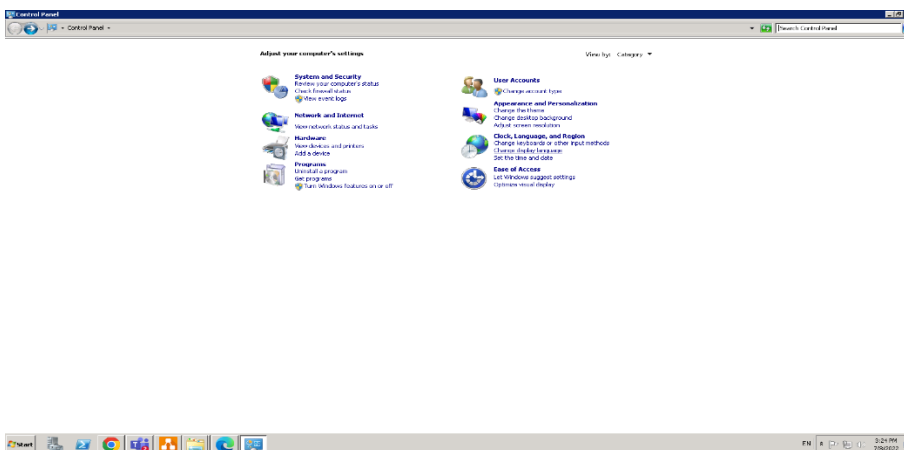 Control Panel
Control Panel
Search Control Panel
Adjust your computer's settings
View by: Category
System and Security
Review your computer's status
Check firewall status
View event logs
Network and Internet
View network status and tasks
Hardware
View devices and printers
Add a device
Programs
Uninstall a program
Get programs
Turn Windows features on or off
User Accounts
Change account type
Appearance and Personalization
Change the theme
Change desktop background
Adjust screen resolution
Clock, Language, and Region
Change keyboards or other input methods
Change display language
Set the time and date
Ease of Access
Let Windows suggest settings
Optimize visual display
Start
EN
3:24 PM
7/8/2022